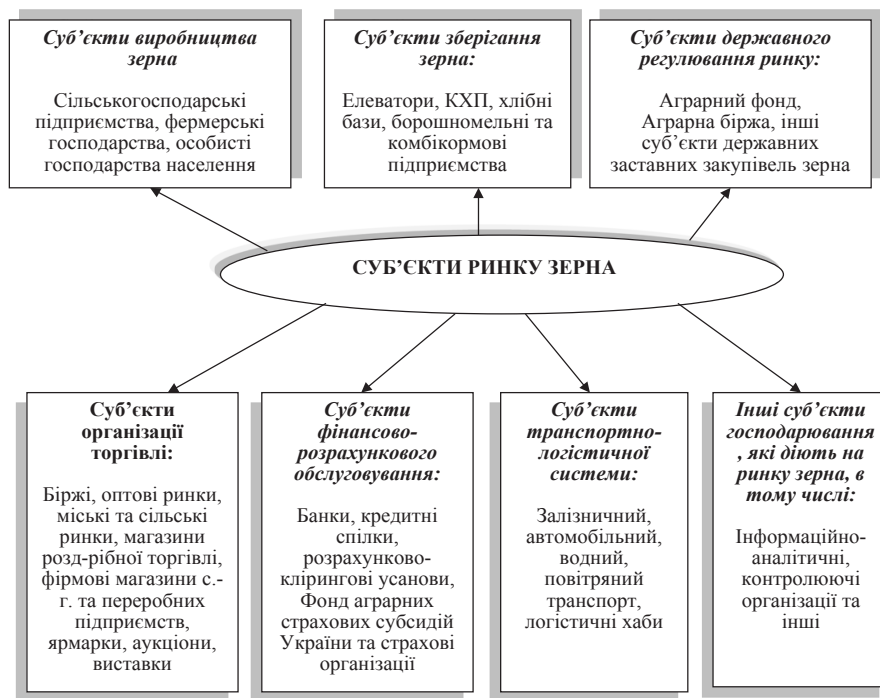 Суб’єкти виробництва
зерна
Сільськогосподарські
підприємства, фермерські
господарства, особисті
господарства населення
Суб’єкти зберігання
зерна:
Елеватори, КХП, хлібні
бази, борошномельні та
комбікормові
підприємства
Суб’єкти державного
регулювання ринку:
Аграрний фонд,
Аграрна біржа, інші
суб’єкти державних
заставних закупівель зерна
СУБ’ЄКТИ РИНКУ ЗЕРНА
Суб’єкти
організації
торгівлі:
Біржі, оптові ринки,
міські та сільські
ринки, магазини
розд-рібної торгівлі,
фірмові магазини с.-
г. та переробних
підприємств,
ярмарки, аукціони,
виставки
Суб’єкти
фінансово-
розрахункового
обслуговування:
Банки, кредитні
спілки,
розрахунково-
клірингові усанови,
Фонд аграрних
страхових субсидій
України та страхові
організації
Суб’єкти
транспортно-
логістичної
системи:
Залізничний,
автомобільний,
водний,
повітряний
транспорт,
логістичні хаби
Інші суб’єкти
господарювання
, які діють на
ринку зерна, в
тому числі:
Інформаційно-
аналітичні,
контролюючі
організації та
інші